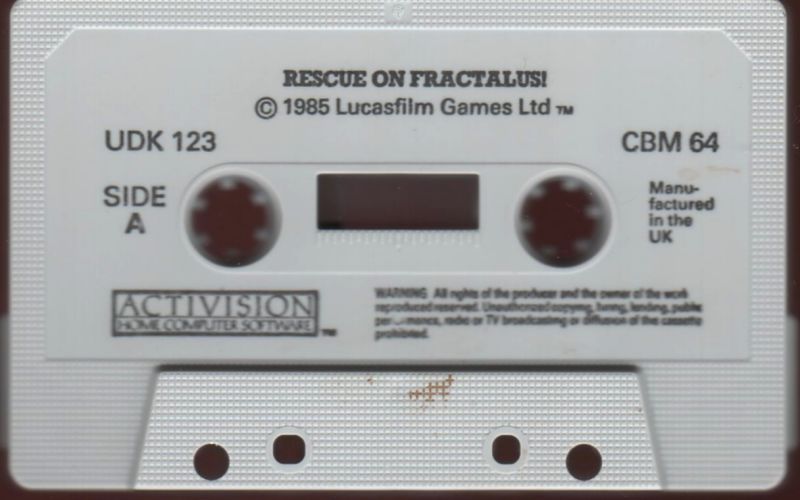 RESCUE ON FRACTALUS!
© 1985 Lucasfilm Games Ltd ™
UDK 123
CBM 64
SIDE
A
Manu-
factured
in the
UK
ACTIVISION
HOME COMPUTER SOFTWARE ™
WARNING All rights of the producer and the owner of the work
reproduced reserved. Unauthorized copying, hiring, lending, public
performance, radio or TV broadcasting or diffusion of the cassette
prohibited.